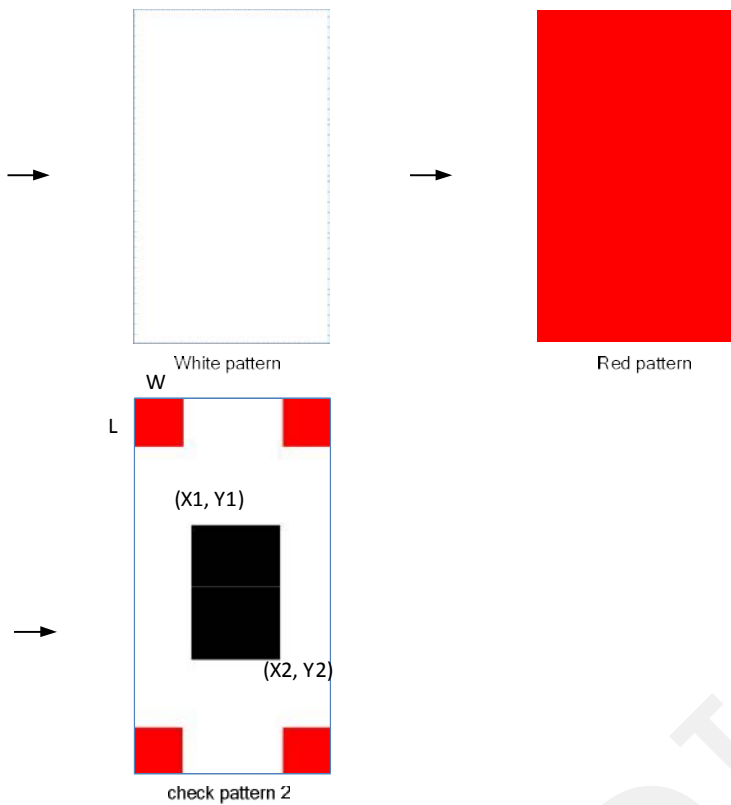 White pattern
Red pattern
W
L
(X1, Y1)
(X2, Y2)
check pattern 2